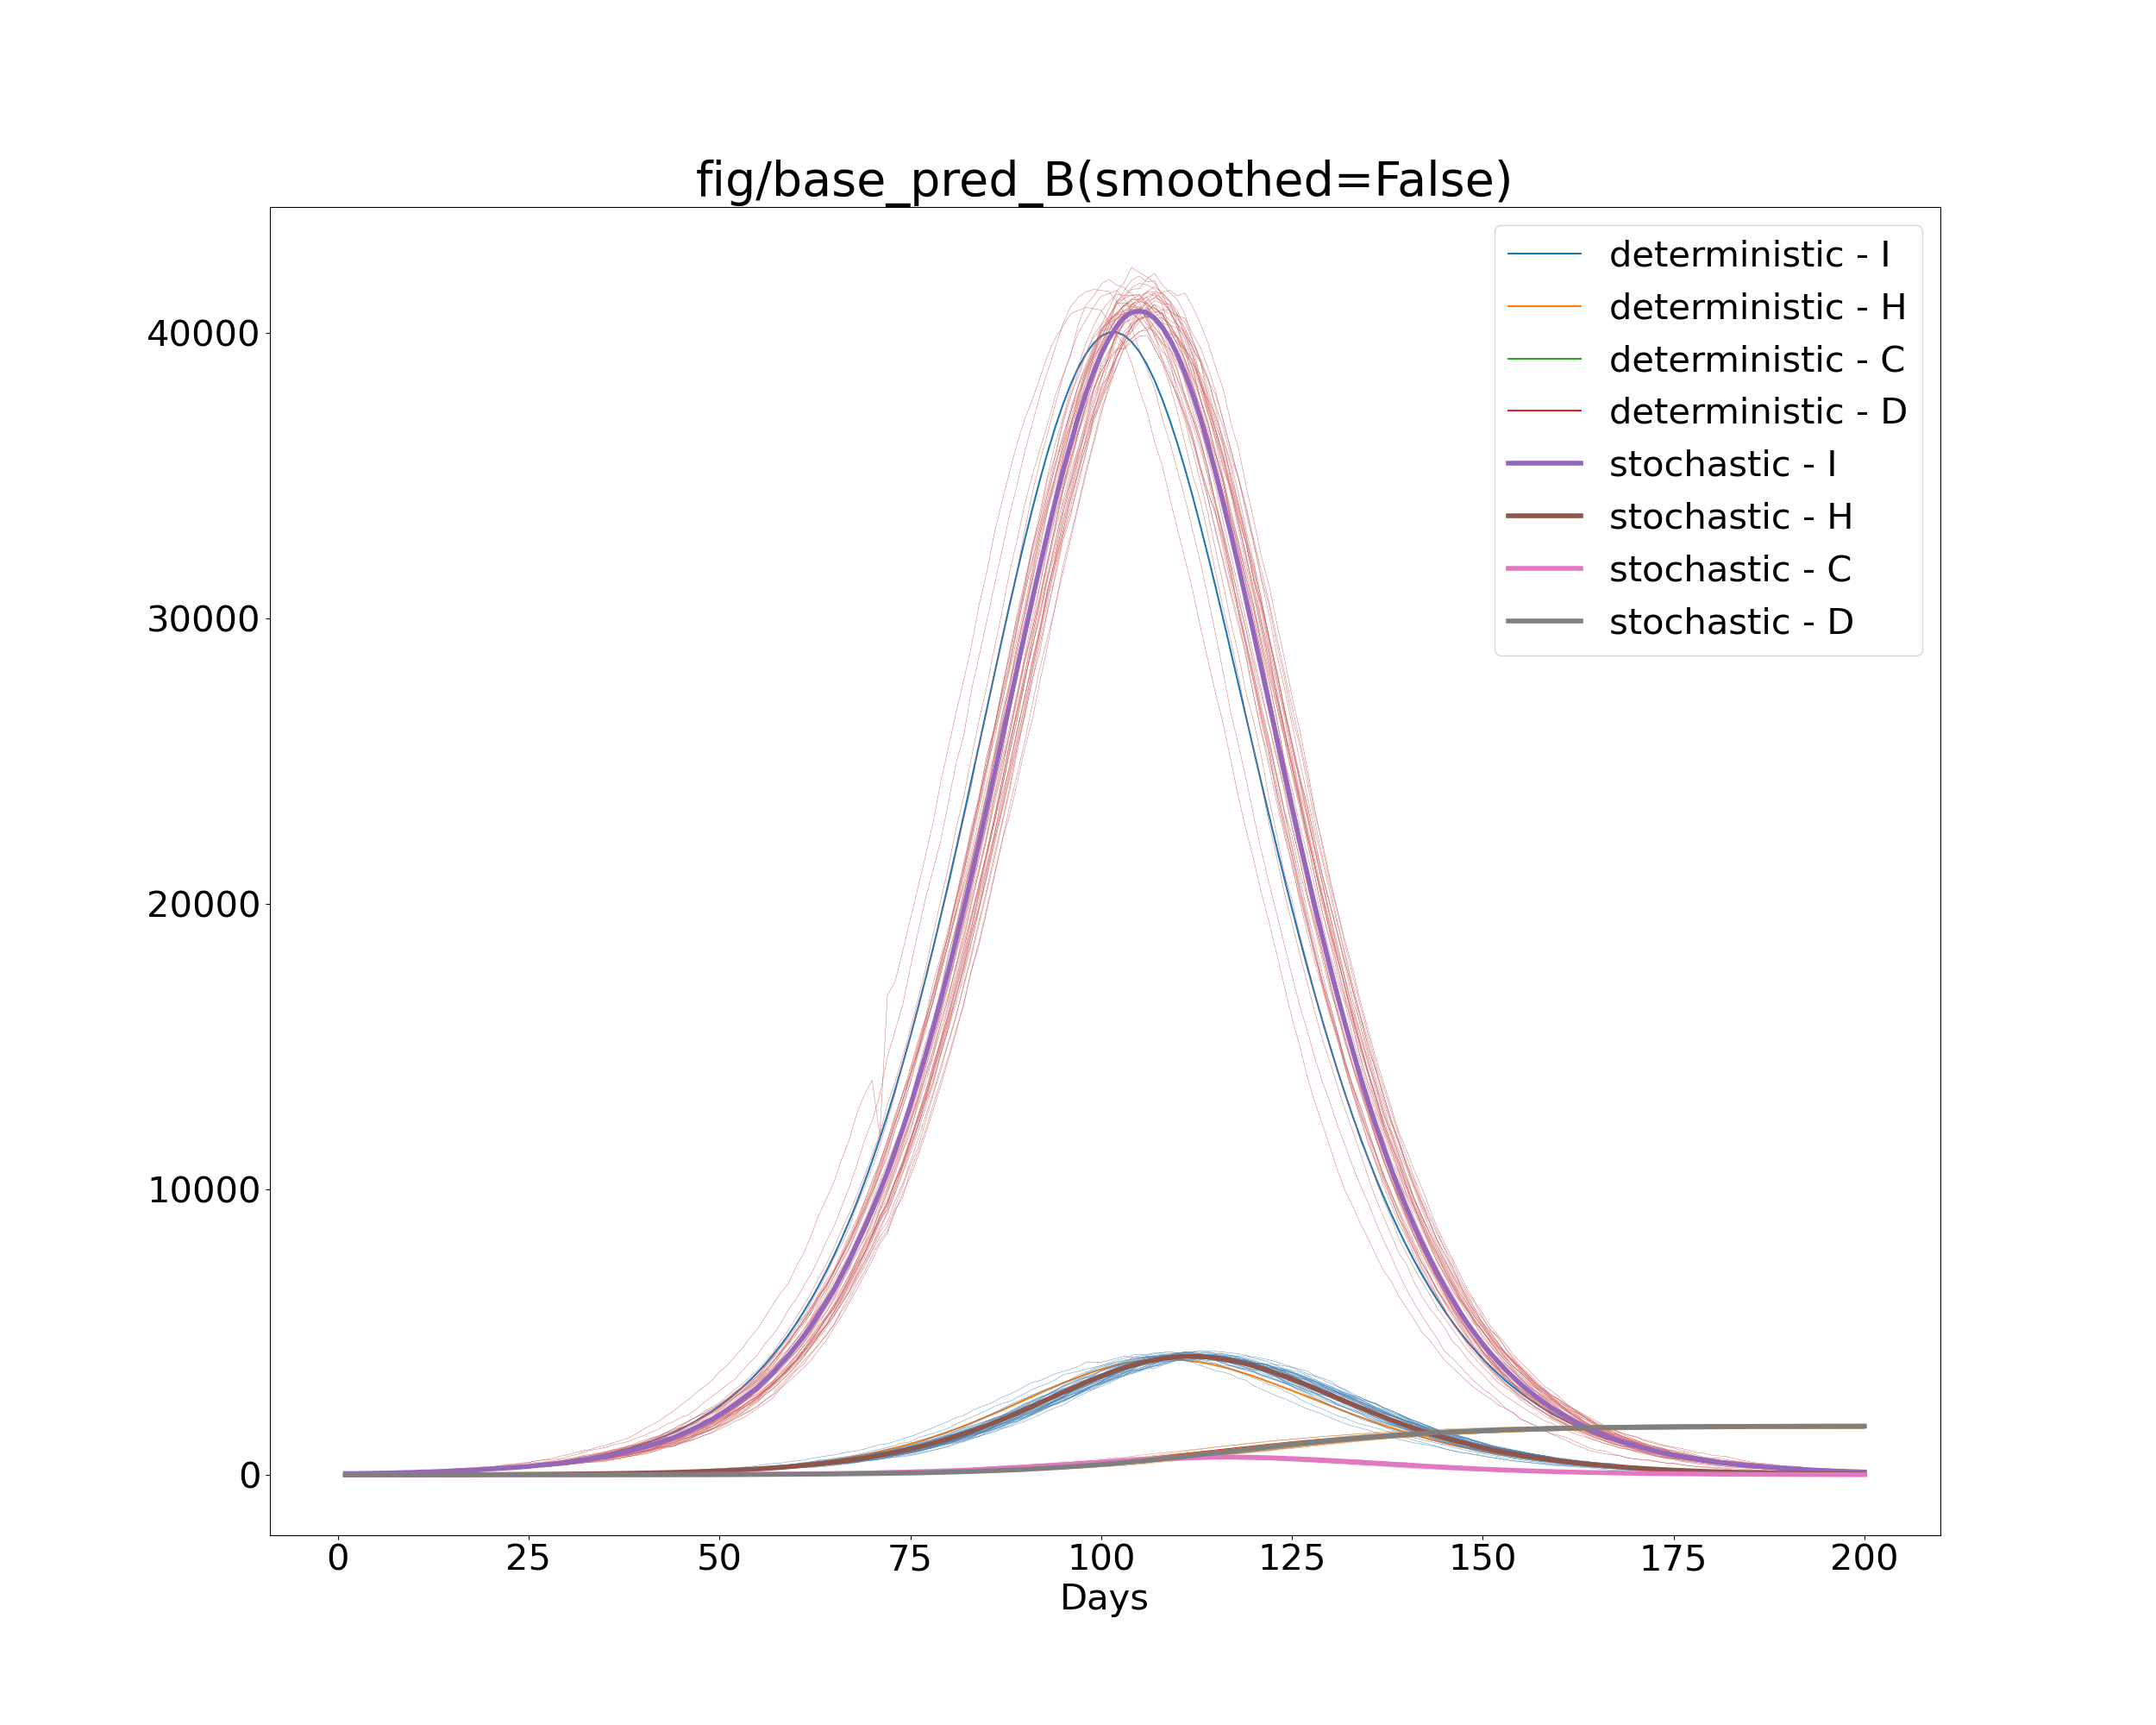 fig/base_pred_B(smoothed=False)
deterministic - I
deterministic - H
deterministic - C
deterministic - D
stochastic - I
stochastic - H
stochastic - C
stochastic - D
40000
30000
20000
10000
0
0 25 50 75 100 125 150 175 200
Days